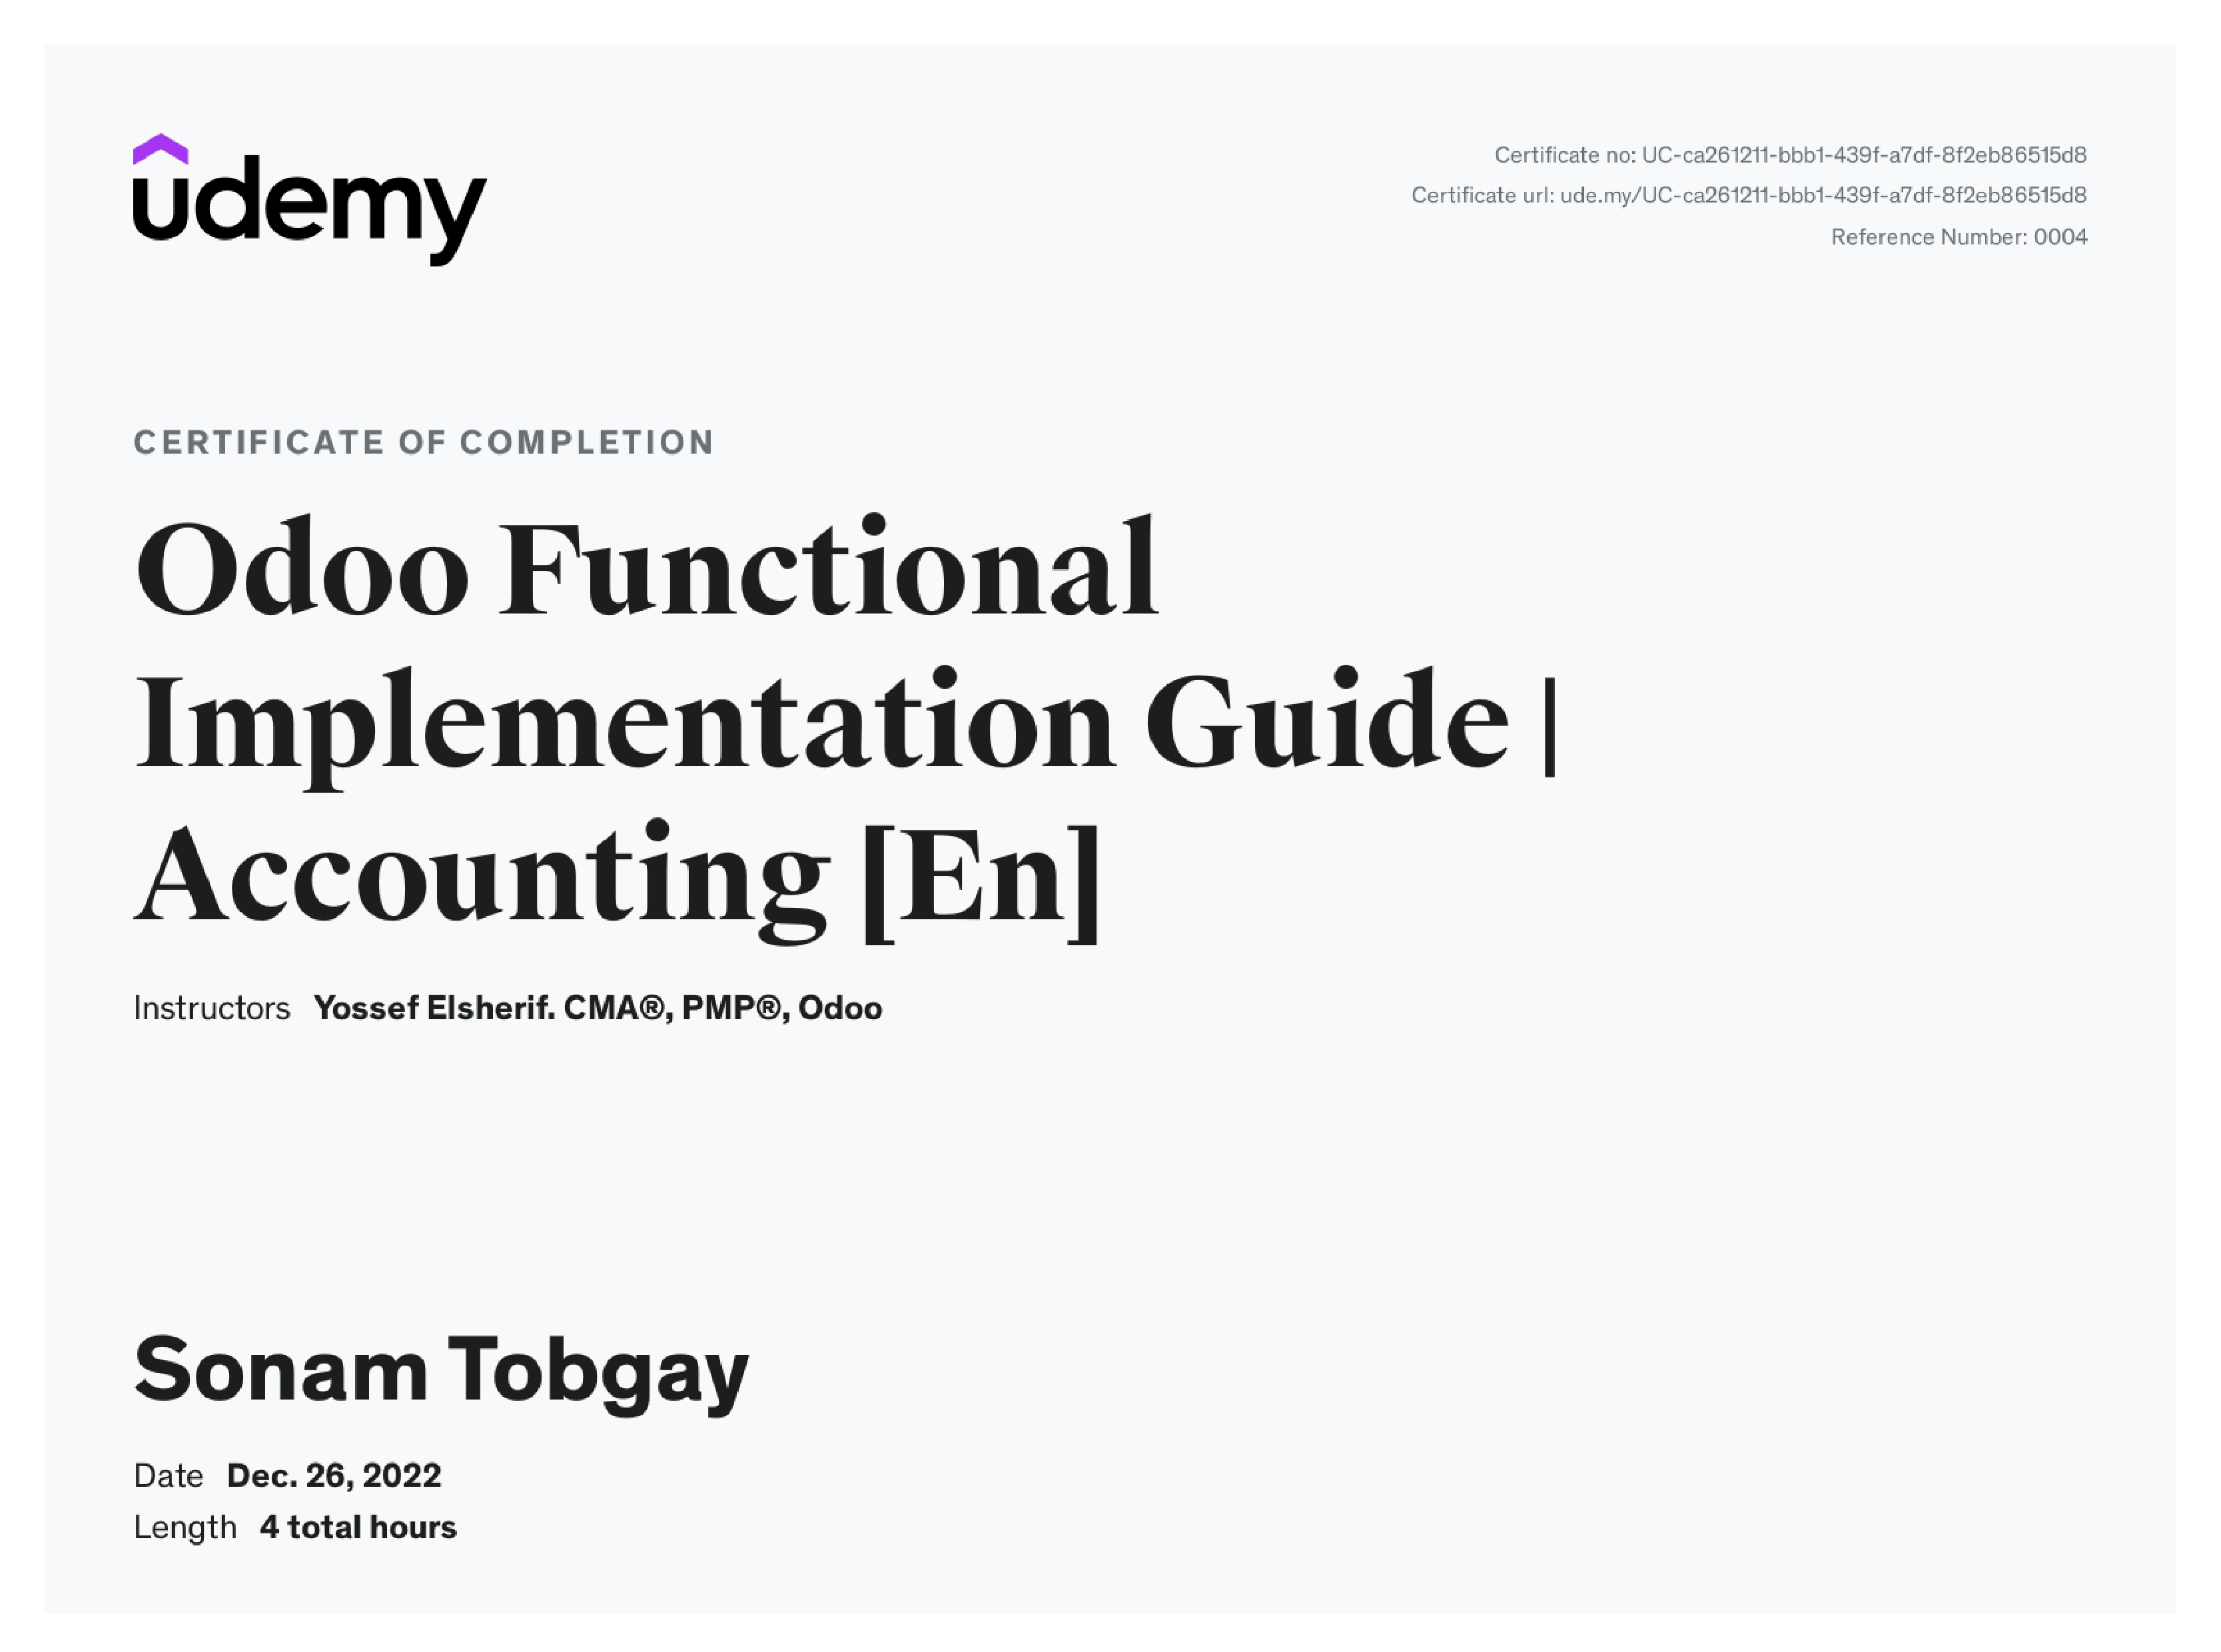 udemy
Certificate no: UC-ca261211-bbb1-439f-a7df-8f2eb86515d8
Certificate url: ude.my/UC-ca261211-bbb1-439f-a7df-8f2eb86515d8
Reference Number: 0004
CERTIFICATE OF COMPLETION
Odoo Functional
Implementation Guide |
Accounting [En]
Instructors Yossef Elsherif. CMA®, PMP®, Odoo
Sonam Tobgay
Date Dec. 26, 2022
Length 4 total hours